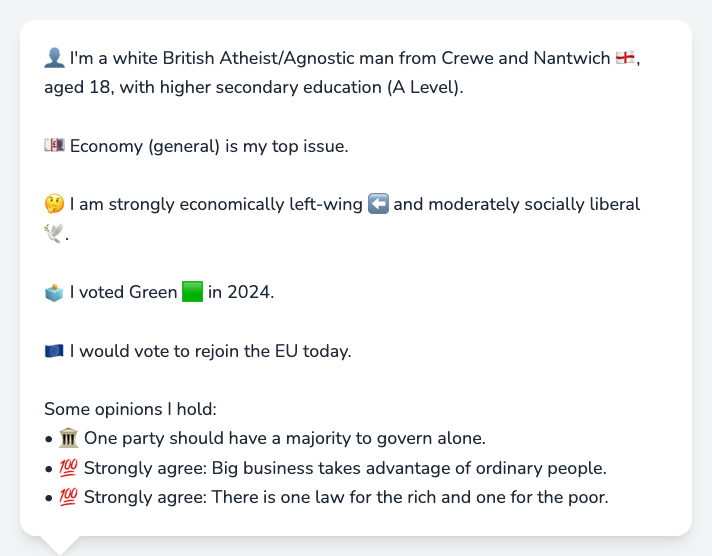 👤 I'm a white British Atheist/Agnostic man from Crewe and Nantwich 🏴󠁧󠁢󠁥󠁮󠁧󠁿,
aged 18, with higher secondary education (A Level).
💷 Economy (general) is my top issue.
🤔 I am strongly economically left-wing ⬅️ and moderately socially liberal
🕊️.
🗳️ I voted Green 🟩 in 2024.
🇪🇺 I would vote to rejoin the EU today.
Some opinions I hold:
• 🏛️ One party should have a majority to govern alone.
• 💯 Strongly agree: Big business takes advantage of ordinary people.
• 💯 Strongly agree: There is one law for the rich and one for the poor.